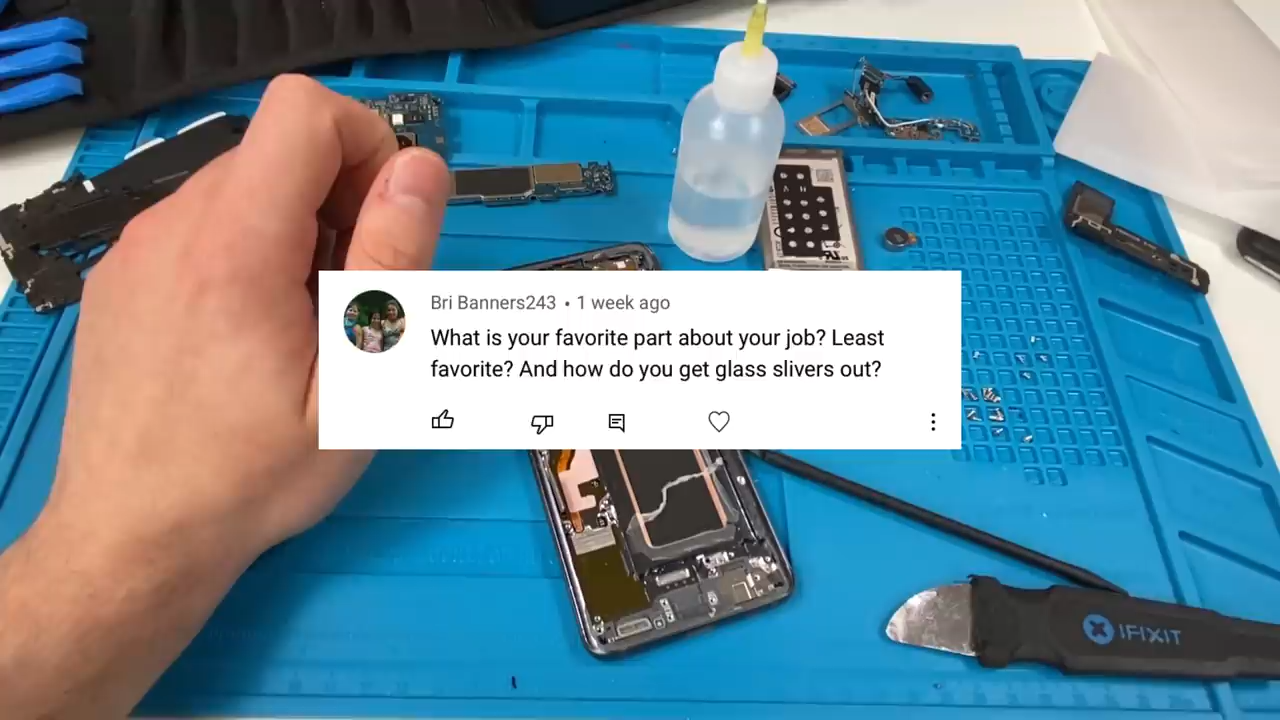 Bri Banners243 • 1 week ago
What is your favorite part about your job? Least
favorite? And how do you get glass slivers out?
IFIXIT